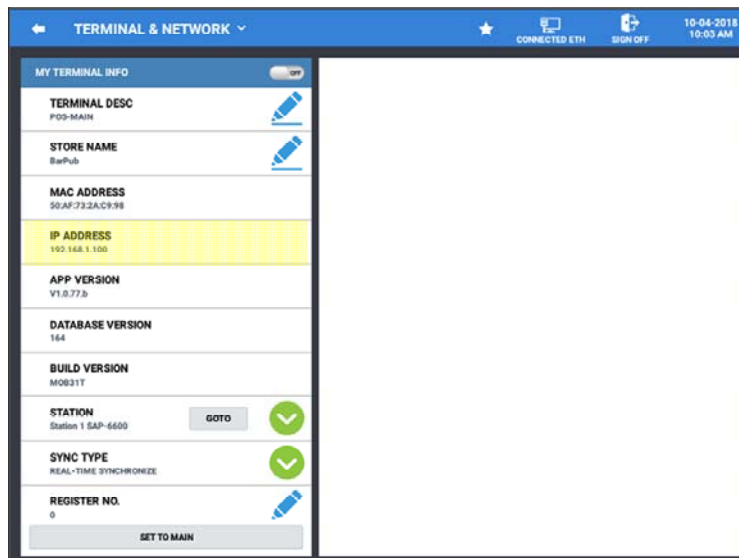 TERMINAL & NETWORK
CONNECTED ETH
SIGN OFF
10-04-2018
10:03 AM
MY TERMINAL INFO
OFF
TERMINAL DESC
POS-MAIN
STORE NAME
BarPub
MAC ADDRESS
50:AF:73:2A:C9:98
IP ADDRESS
192.168.1.100
APP VERSION
V1.0.77.b
DATABASE VERSION
164
BUILD VERSION
M0831T
STATION
Station 1 SAP-6600
GOTO
SYNC TYPE
REAL-TIME SYNCHRONIZE
REGISTER NO.
0
SET TO MAIN